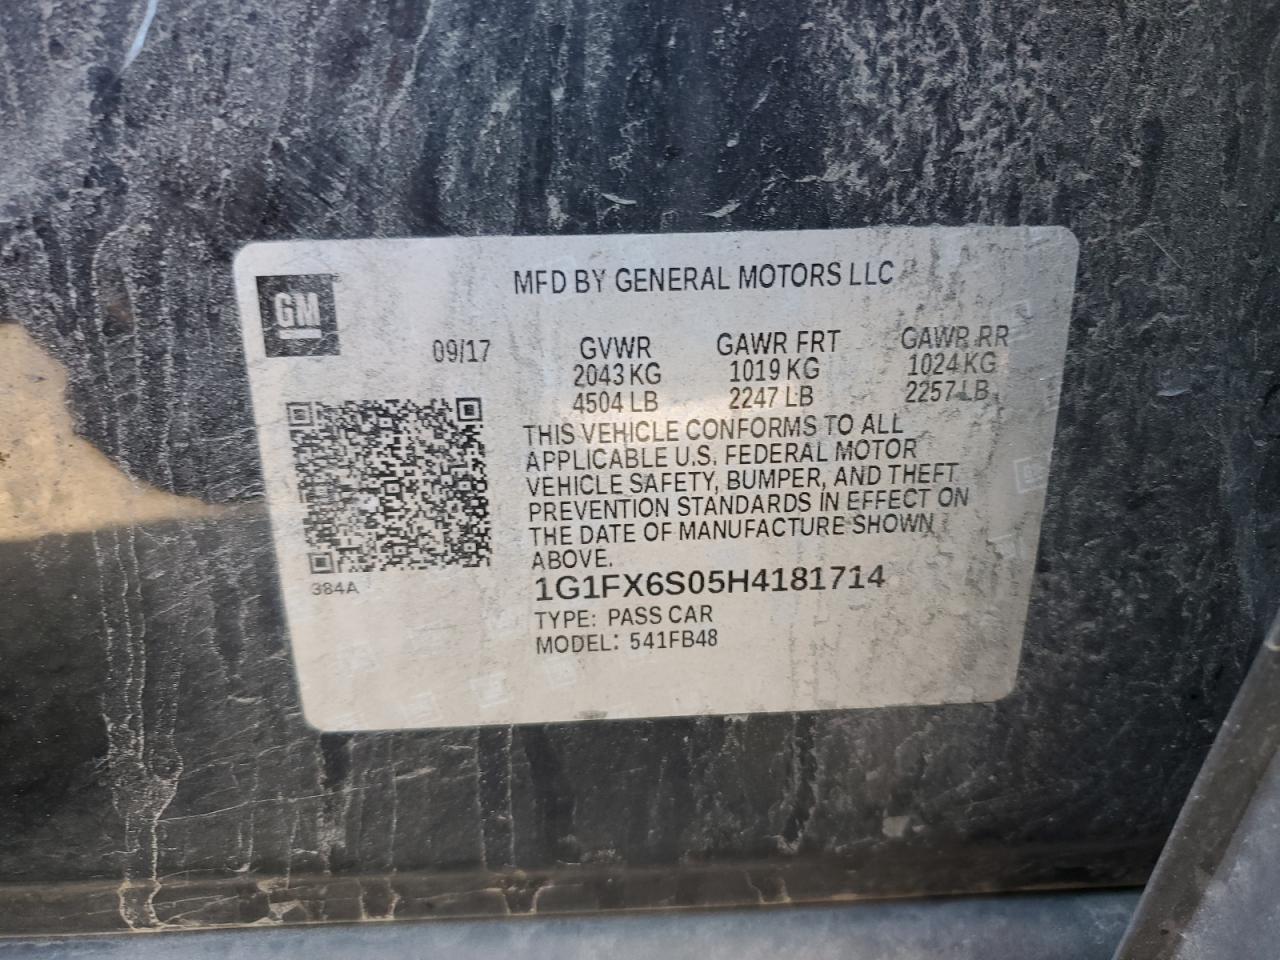 GM
MFD BY GENERAL MOTORS LLC
09/17
GVWR GAWR FRT GAWR RR
2043 KG 1019 KG 1024 KG
4504 LB 2247 LB 2257 LB
THIS VEHICLE CONFORMS TO ALL
APPLICABLE U.S. FEDERAL MOTOR
VEHICLE SAFETY, BUMPER, AND THEFT
PREVENTION STANDARDS IN EFFECT ON
THE DATE OF MANUFACTURE SHOWN
ABOVE.
384A
1G1FX6S05H4181714
TYPE: PASS CAR
MODEL: 541FB48